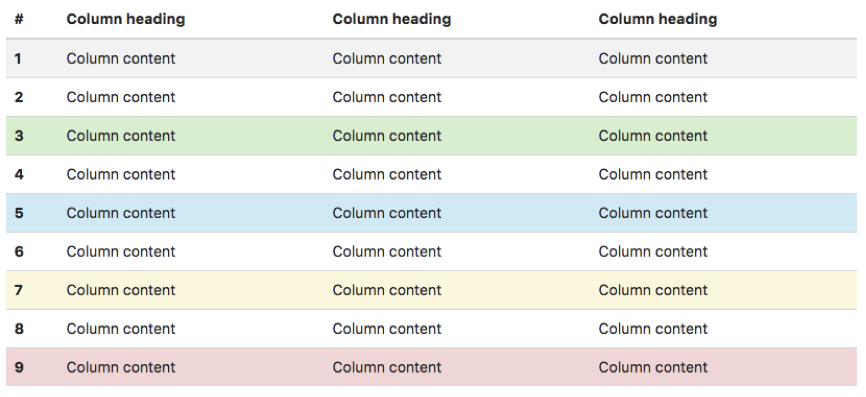 # Column heading Column heading Column heading
1 Column content Column content Column content
2 Column content Column content Column content
3 Column content Column content Column content
4 Column content Column content Column content
5 Column content Column content Column content
6 Column content Column content Column content
7 Column content Column content Column content
8 Column content Column content Column content
9 Column content Column content Column content